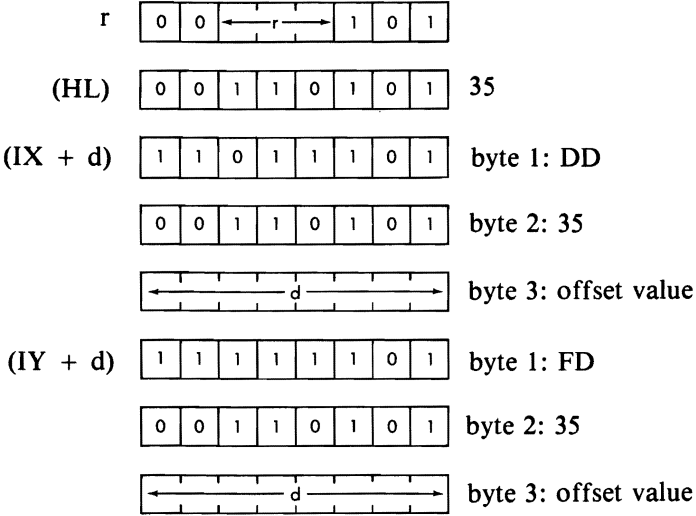 r 0 0 r 1 0 1
(HL) 0 0 1 1 0 1 0 1 35
(IX + d) 1 1 0 1 1 1 0 1 byte 1: DD
0 0 1 1 0 1 0 1 byte 2: 35
d byte 3: offset value
(IY + d) 1 1 1 1 1 1 0 1 byte 1: FD
0 0 1 1 0 1 0 1 byte 2: 35
d byte 3: offset value